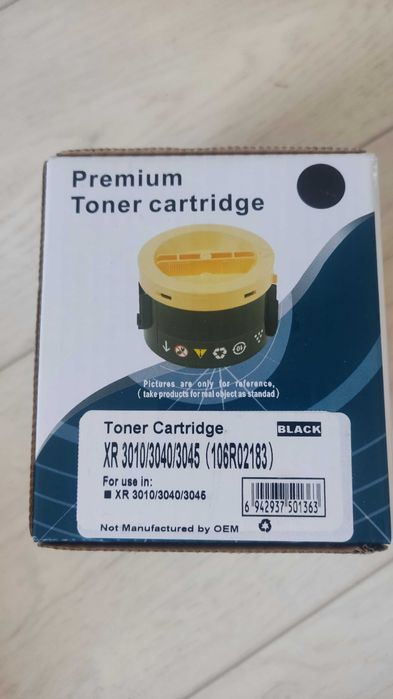 Premium
Toner cartridge
Pictures are only for reference,
( take products for real object as standad )
Toner Cartridge BLACK
XR 3010/3040/3045 (106R02183)
For use in:
■ XR 3010/3040/3045
6 942937 501363
Not Manufactured by OEM